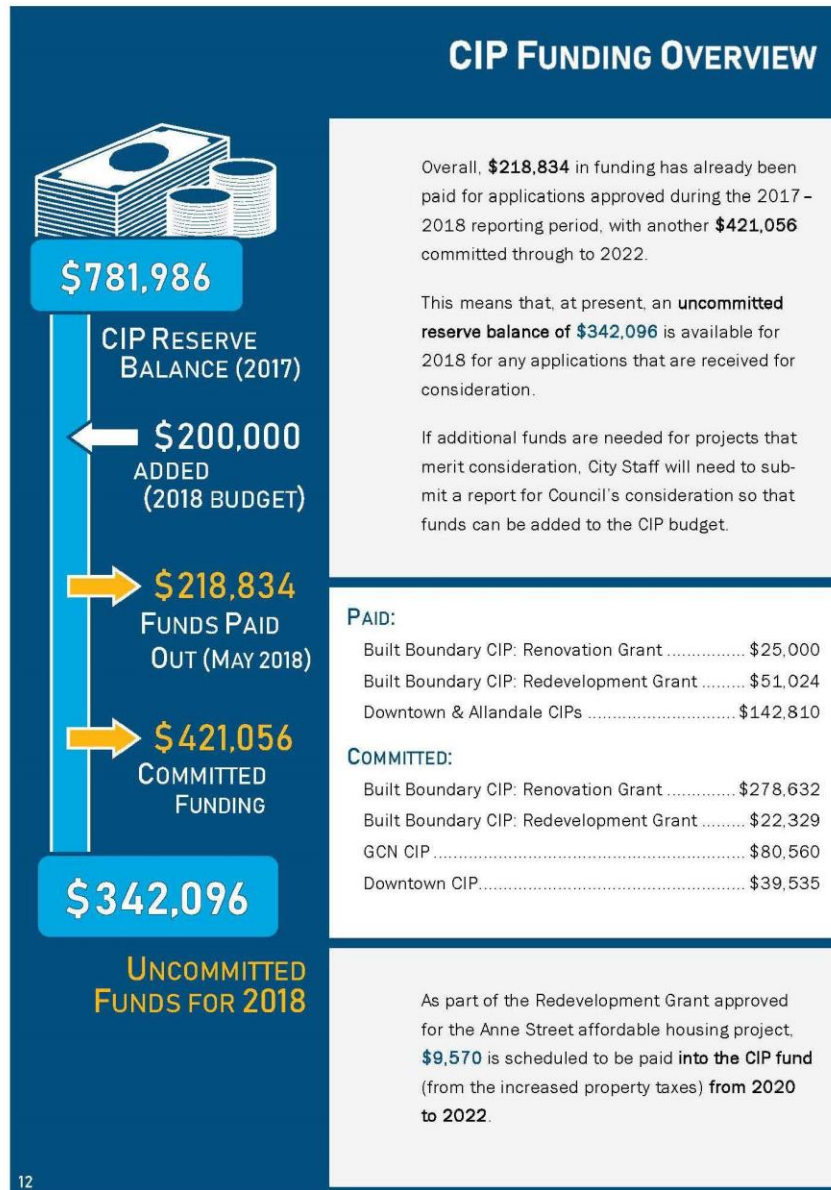 CIP FUNDING OVERVIEW
$781,986
CIP RESERVE
BALANCE (2017)
$200,000
ADDED
(2018 BUDGET)
$218,834
FUNDS PAID
OUT (MAY 2018)
$421,056
COMMITTED
FUNDING
$342,096
UNCOMMITTED
FUNDS FOR 2018
Overall, $218,834 in funding has already been
paid for applications approved during the 2017 –
2018 reporting period, with another $421,056
committed through to 2022.
This means that, at present, an uncommitted
reserve balance of $342,096 is available for
2018 for any applications that are received for
consideration.
If additional funds are needed for projects that
merit consideration, City Staff will need to sub-
mit a report for Council's consideration so that
funds can be added to the CIP budget.
PAID:
Built Boundary CIP: Renovation Grant ................ $25,000
Built Boundary CIP: Redevelopment Grant ......... $51,024
Downtown & Allandale CIPs .............................. $142,810
COMMITTED:
Built Boundary CIP: Renovation Grant .............. $278,632
Built Boundary CIP: Redevelopment Grant ......... $22,329
GCN CIP ............................................................ $80,560
Downtown CIP..................................................... $39,535
As part of the Redevelopment Grant approved
for the Anne Street affordable housing project,
$9,570 is scheduled to be paid into the CIP fund
(from the increased property taxes) from 2020
to 2022.
12